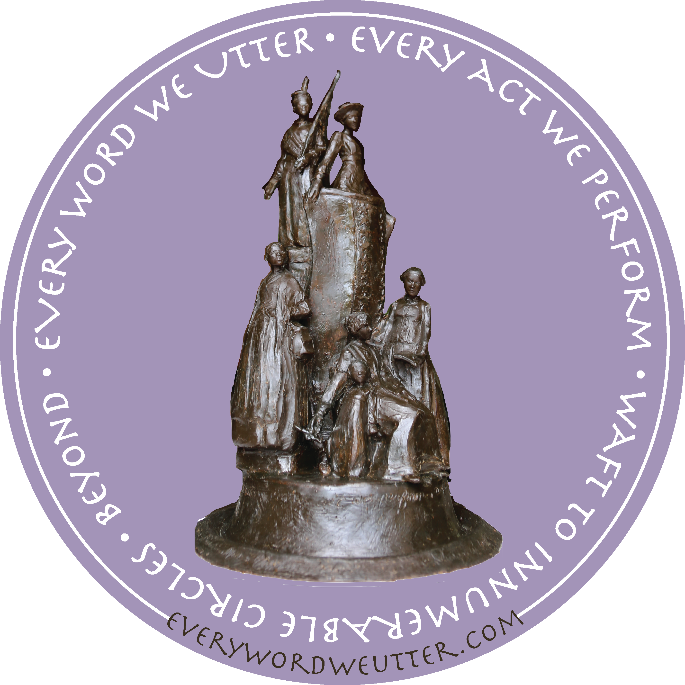 EVERY WORD WE UTTER • EVERY ACT WE PERFORM • WAFT TO INNUMERABLE CIRCLES • BEYOND •
EVERYWORDWEUTTER.COM